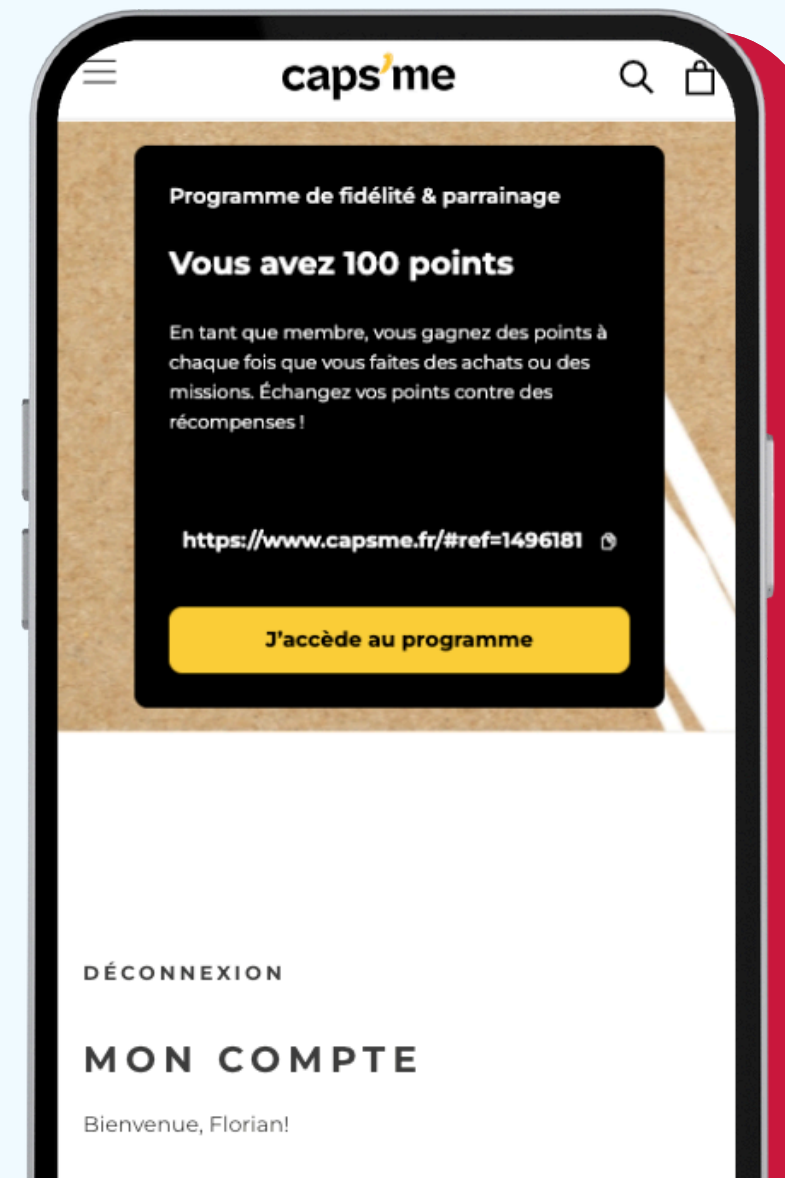 caps'me
Programme de fidélité & parrainage
Vous avez 100 points
En tant que membre, vous gagnez des points à
chaque fois que vous faites des achats ou des
missions. Échangez vos points contre des
récompenses !
https://www.capsme.fr/#ref=1496181
J'accède au programme
DÉCONNEXION
MON COMPTE
Bienvenue, Florian!